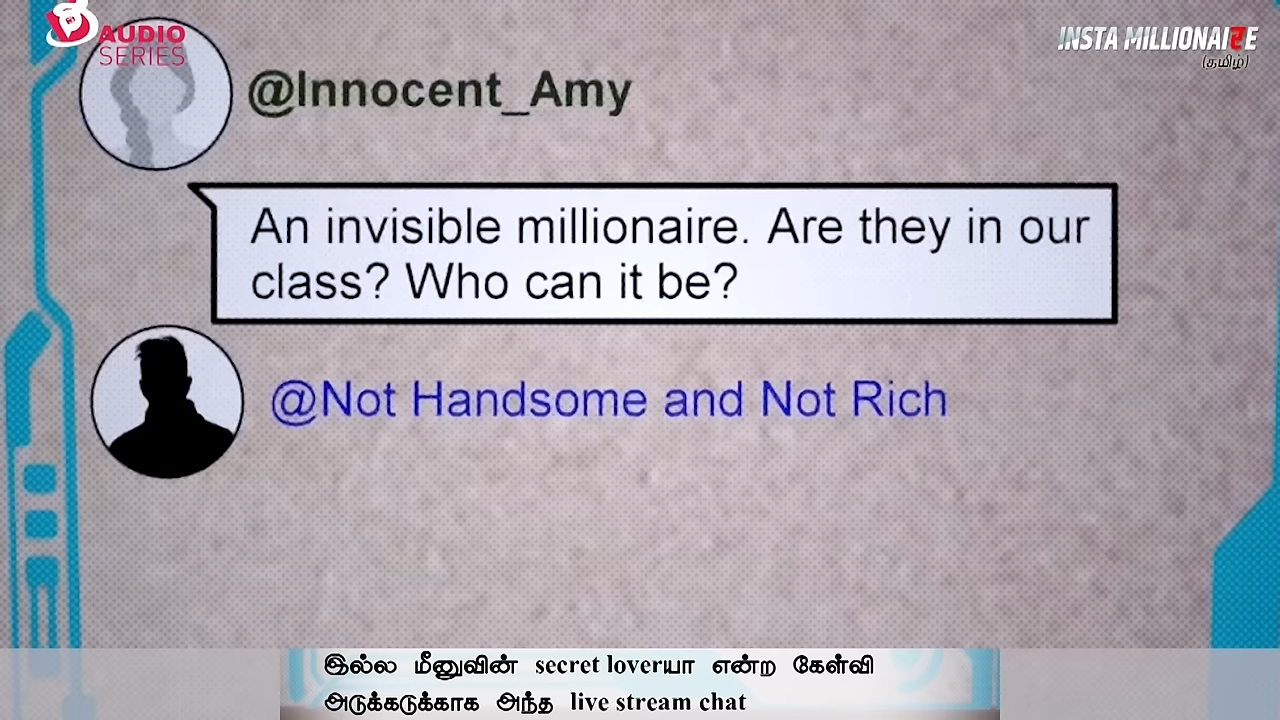 AUDIO
SERIES
INSTA MILLIONAIRE
(தமிழ்)
@Innocent_Amy
An invisible millionaire. Are they in our
class? Who can it be?
@Not Handsome and Not Rich
இல்ல மீனுவின் secret loverயா என்ற கேள்வி
அடுக்கடுக்காக அந்த live stream chat